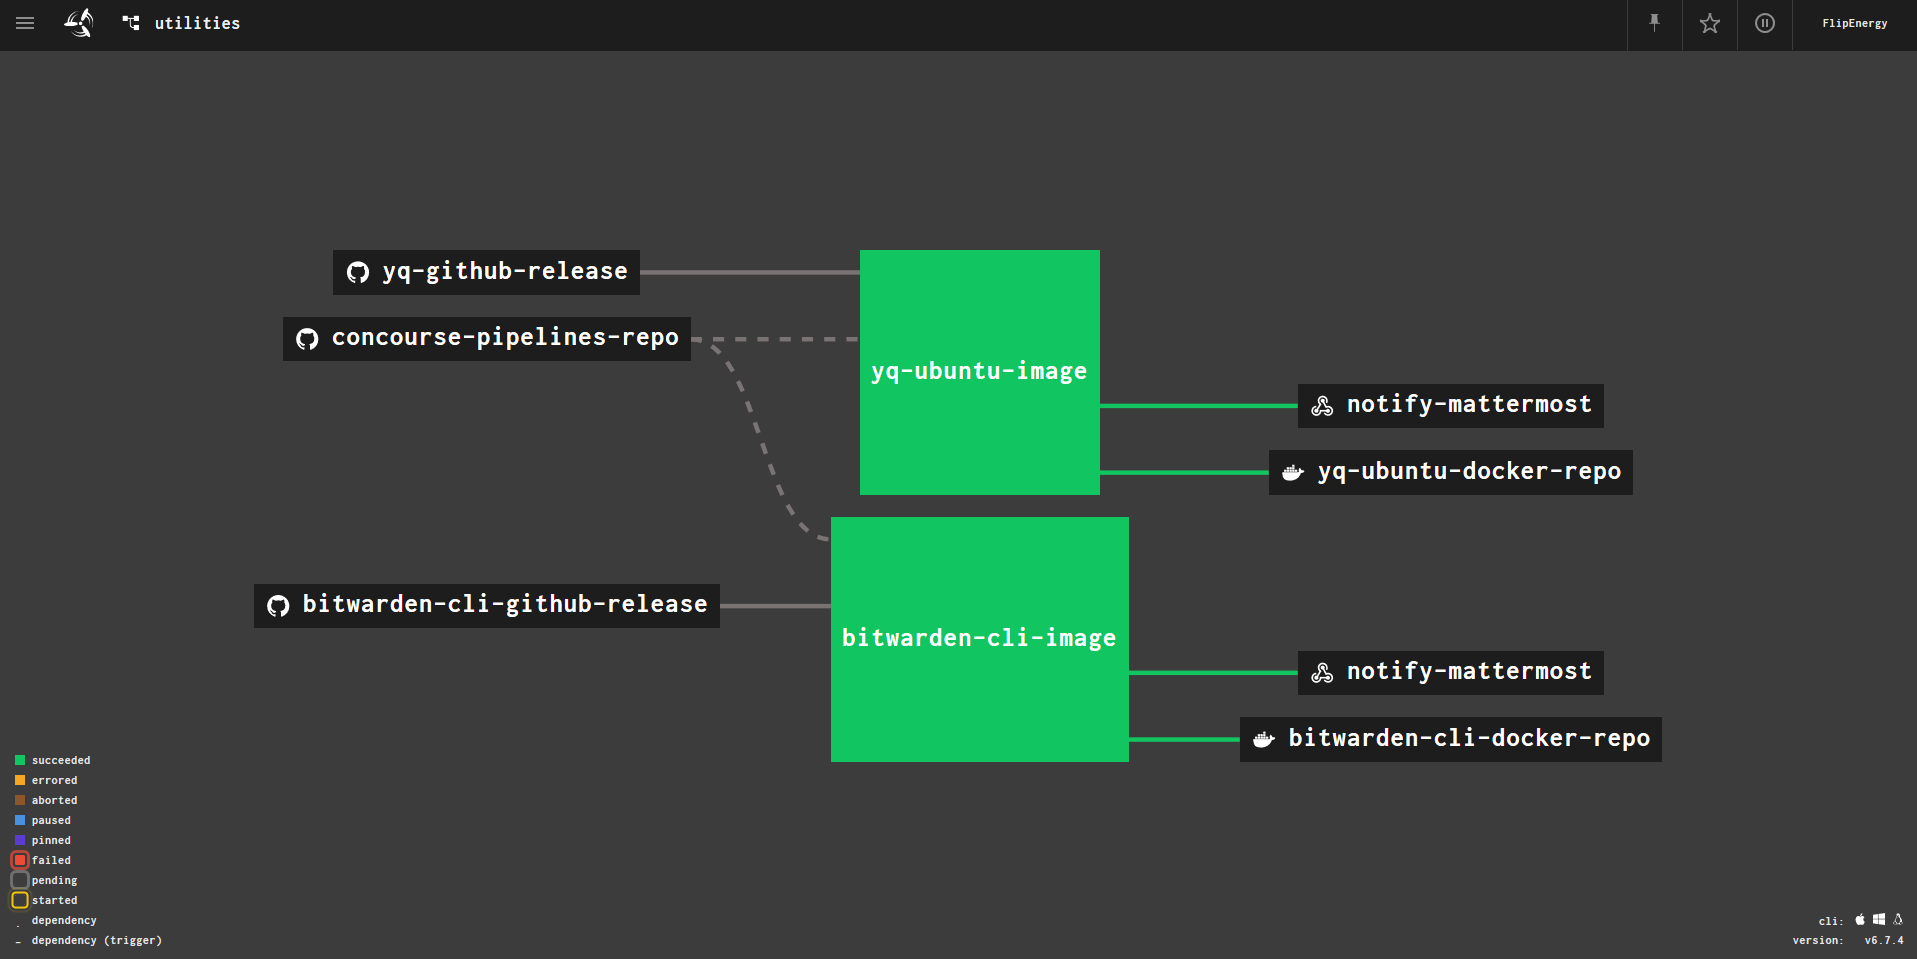 utilities
FlipEnergy
yq-github-release
concourse-pipelines-repo
yq-ubuntu-image
notify-mattermost
yq-ubuntu-docker-repo
bitwarden-cli-github-release
bitwarden-cli-image
notify-mattermost
bitwarden-cli-docker-repo
succeeded
errored
aborted
paused
pinned
failed
pending
started
dependency
dependency (trigger)
cli:
version: v6.7.4